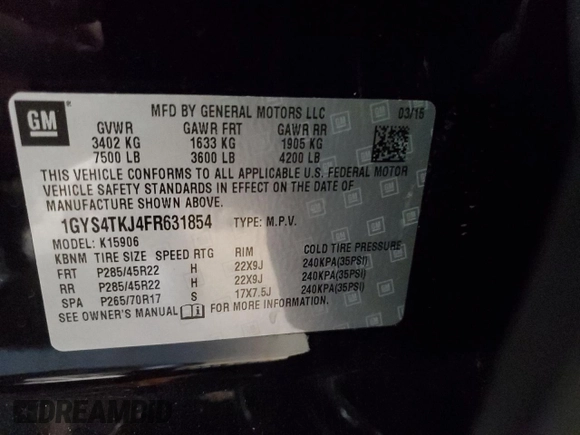 GM
MFD BY GENERAL MOTORS LLC 03/15
GVWR GAWR FRT GAWR RR
3402 KG 1633 KG 1905 KG
7500 LB 3600 LB 4200 LB
THIS VEHICLE CONFORMS TO ALL APPLICABLE U.S. FEDERAL MOTOR
VEHICLE SAFETY STANDARDS IN EFFECT ON THE DATE OF
MANUFACTURE SHOWN ABOVE.
1GYS4TKJ4FR631854 TYPE: M.P.V.
MODEL: K15906
KBNM TIRE SIZE SPEED RTG RIM COLD TIRE PRESSURE
FRT P285/45R22 H 22X9J 240KPA(35PSI)
RR P285/45R22 H 22X9J 240KPA(35PSI)
SPA P265/70R17 S 17X7.5J 240KPA(35PSI)
SEE OWNER'S MANUAL FOR MORE INFORMATION.
DREAMBID